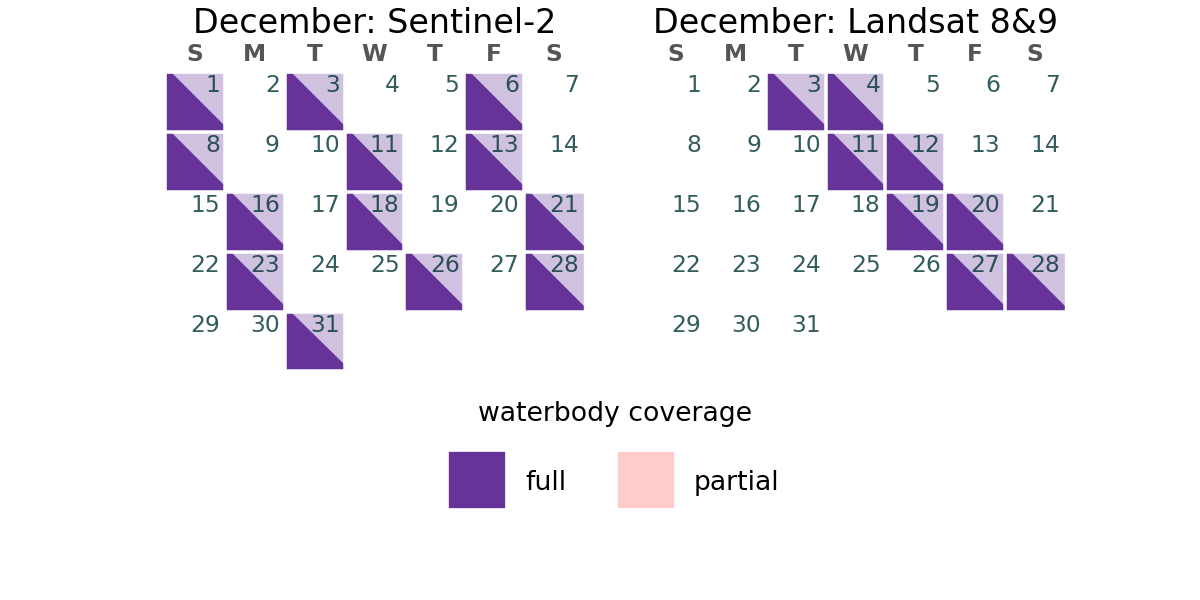 December: Sentinel-2
S M T W T F S
1 2 3 4 5 6 7
8 9 10 11 12 13 14
15 16 17 18 19 20 21
22 23 24 25 26 27 28
29 30 31
December: Landsat 8&9
S M T W T F S
1 2 3 4 5 6 7
8 9 10 11 12 13 14
15 16 17 18 19 20 21
22 23 24 25 26 27 28
29 30 31
waterbody coverage
full partial